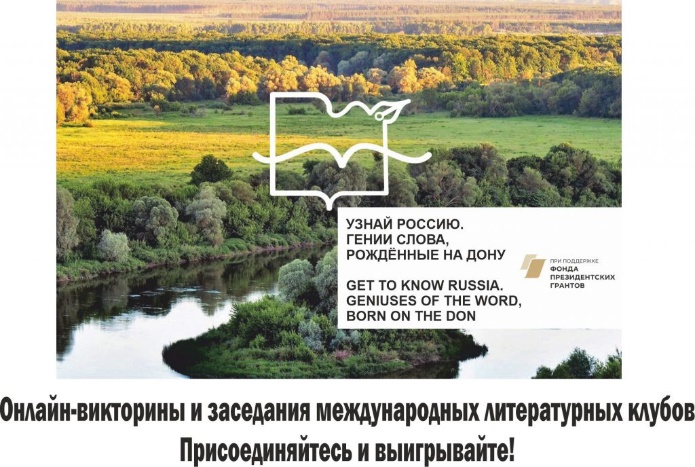 УЗНАЙ РОССИЮ.
ГЕНИИ СЛОВА,
РОЖДЁННЫЕ НА ДОНУ
GET TO KNOW RUSSIA.
GENIUSES OF THE WORD,
BORN ON THE DON
ПРИ ПОДДЕРЖКЕ
ФОНДА
ПРЕЗИДЕНТСКИХ
ГРАНТОВ
Онлайн-викторины и заседания международных литературных клубов
Присоединяйтесь и выигрывайте!